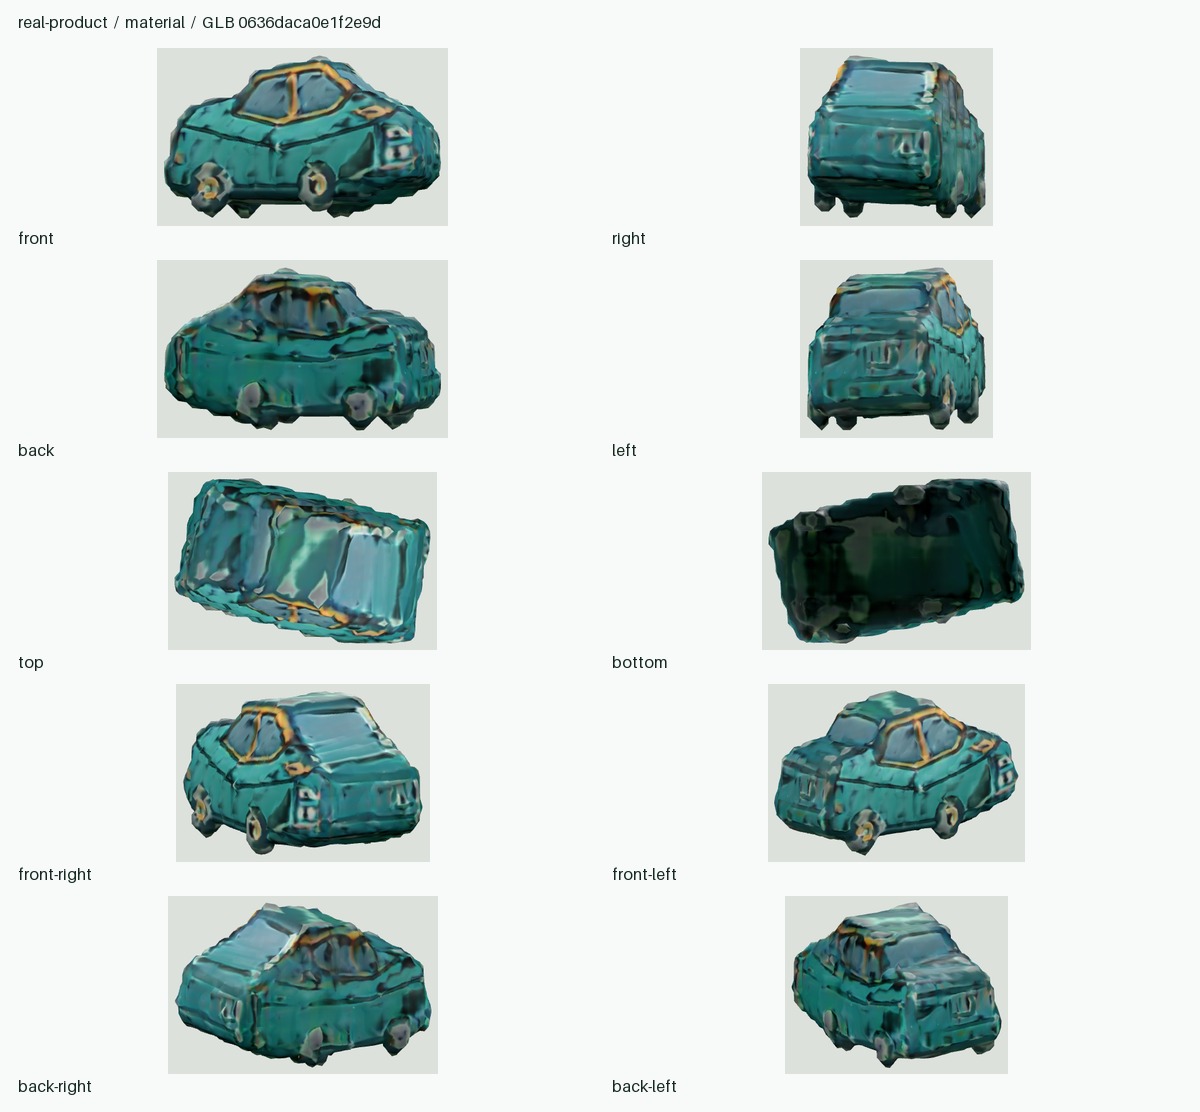 real-product / material / GLB 0636daca0e1f2e9d
front
right
back
left
top
bottom
front-right
front-left
back-right
back-left